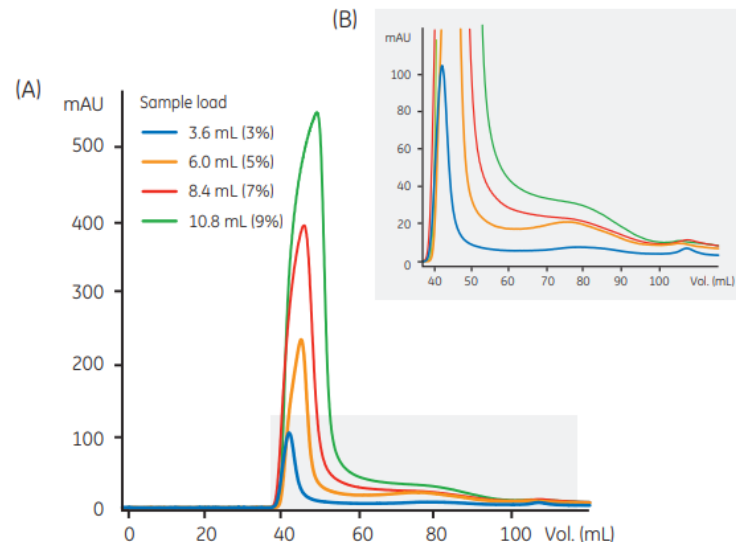 (A)
mAU
Sample load
3.6 mL (3%)
6.0 mL (5%)
8.4 mL (7%)
10.8 mL (9%)
500
400
300
200
100
0
0 20 40 60 80 100 Vol. (mL)
(B)
mAU
100
80
60
40
20
0
40 50 60 70 80 90 100 Vol. (mL)